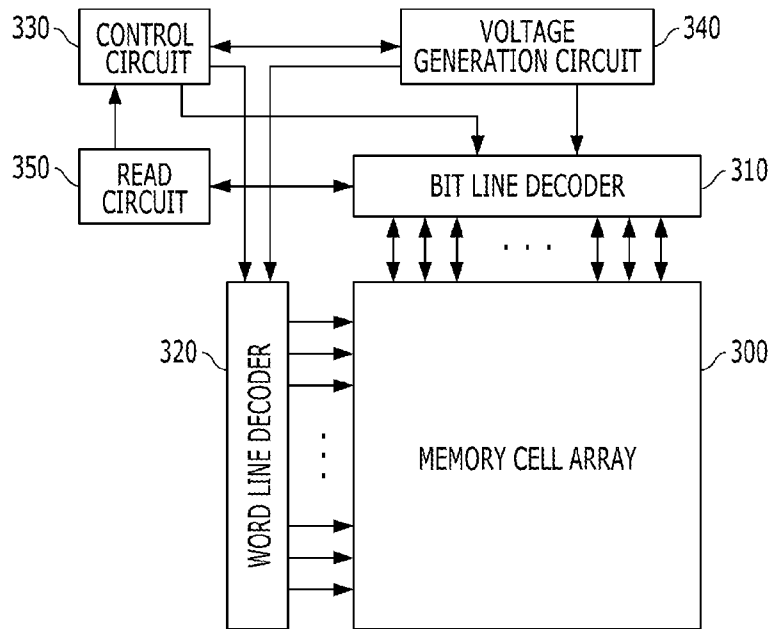 330
CONTROL
CIRCUIT
VOLTAGE
GENERATION CIRCUIT
340
350
READ
CIRCUIT
BIT LINE DECODER
310
320
WORD LINE DECODER
300
MEMORY CELL ARRAY